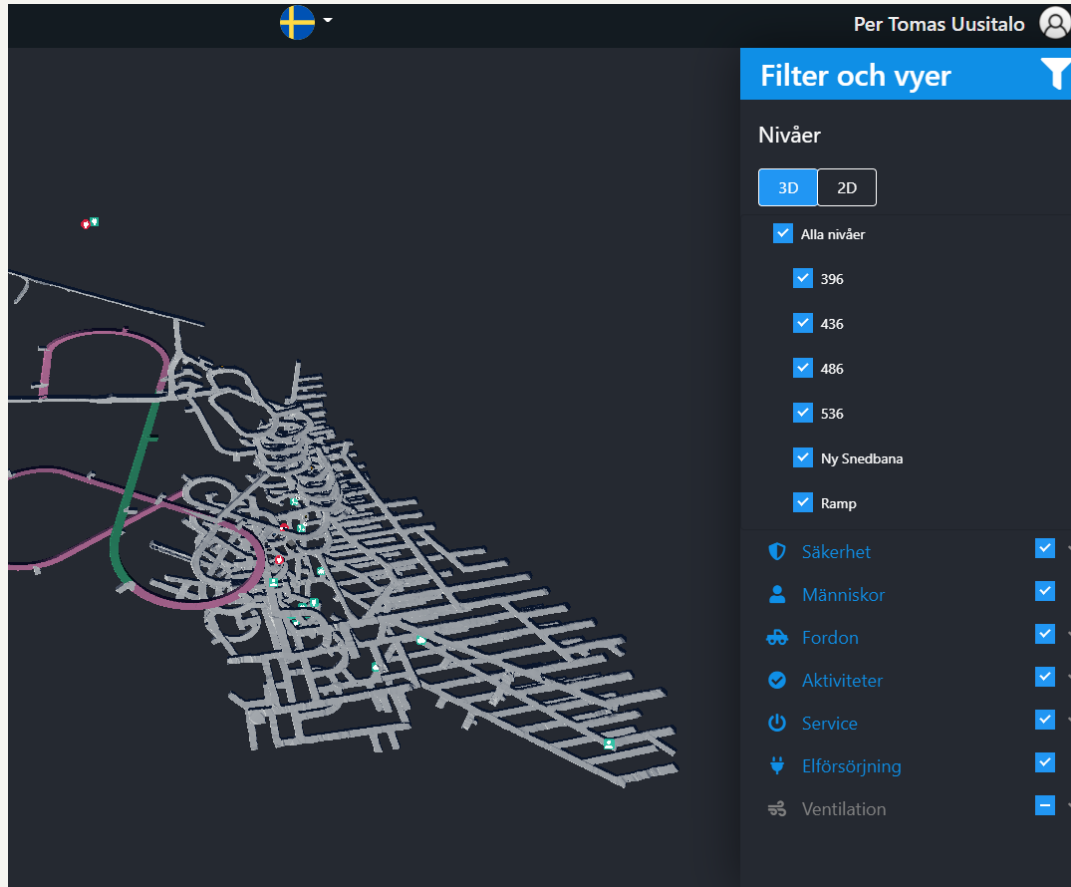 Per Tomas Uusitalo
Filter och vyer
Nivåer
3D 2D
Alla nivåer
396
436
486
536
Ny Snedbana
Ramp
Säkerhet
Människor
Fordon
Aktiviteter
Service
Elförsörjning
Ventilation